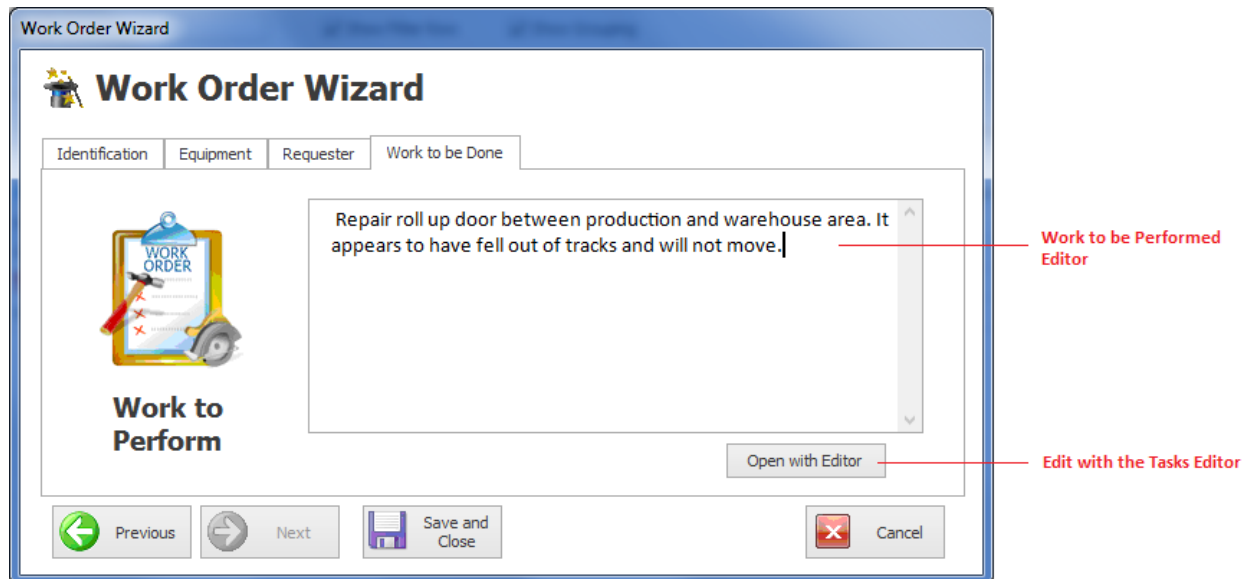 Work Order Wizard
Work Order Wizard
Identification
Equipment
Requester
Work to be Done
WORK
ORDER
Work to
Perform
Repair roll up door between production and warehouse area. It
appears to have fell out of tracks and will not move.
Work to be Performed
Editor
Open with Editor
Edit with the Tasks Editor
Previous
Next
Save and
Close
Cancel